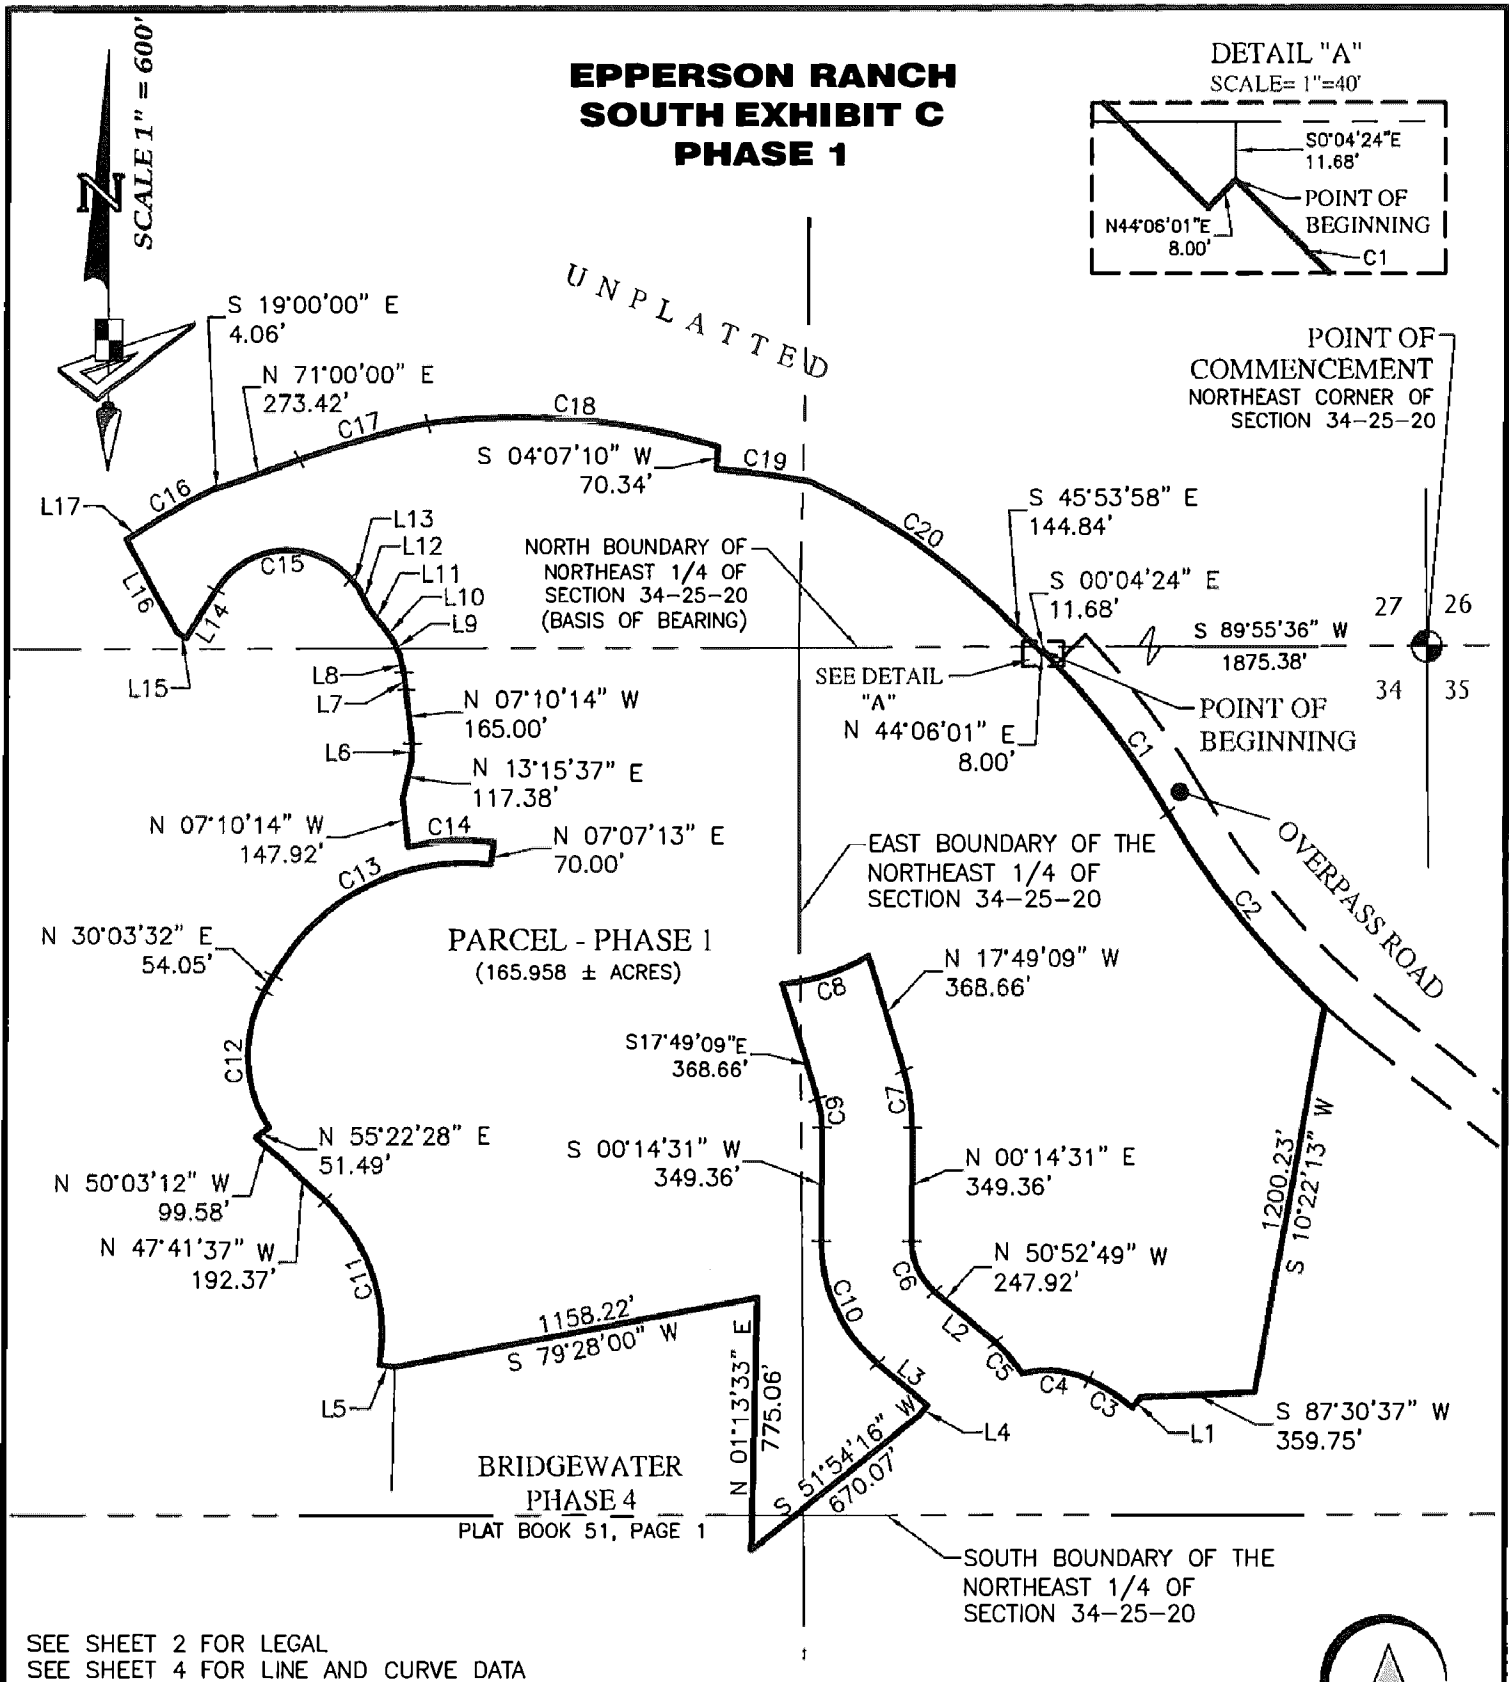 EPPERSON RANCH
SOUTH EXHIBIT C
PHASE 1
SCALE 1" = 600'
N
DETAIL "A"
SCALE= 1"=40'
S0°04'24"E
11.68'
POINT OF
BEGINNING
N44°06'01"E
8.00'
C1
UNPLATTED
POINT OF
COMMENCEMENT
NORTHEAST CORNER OF
SECTION 34-25-20
S 19°00'00" E
4.06'
N 71°00'00" E
273.42'
C16
C17
C18
S 04°07'10" W
70.34'
C19
C20
L17
L16
L15
L14
C15
L13
L12
L11
L10
L9
L8
L7
NORTH BOUNDARY OF
NORTHEAST 1/4 OF
SECTION 34-25-20
(BASIS OF BEARING)
S 45°53'58" E
144.84'
S 00°04'24" E
11.68'
27
26
S 89°55'36" W
1875.38'
34
35
SEE DETAIL
"A"
N 44°06'01" E
8.00'
POINT OF
BEGINNING
C1
N 07°10'14" W
165.00'
L6
N 13°15'37" E
117.38'
N 07°10'14" W
147.92'
C14
N 07°07'13" E
70.00'
C13
EAST BOUNDARY OF THE
NORTHEAST 1/4 OF
SECTION 34-25-20
OVERPASS ROAD
C2
N 30°03'32" E
54.05'
PARCEL - PHASE 1
(165.958 ± ACRES)
N 17°49'09" W
368.66'
C8
S17°49'09"E
368.66'
C12
C9
C7
N 55°22'28" E
51.49'
N 50°03'12" W
99.58'
N 47°41'37" W
192.37'
C11
S 00°14'31" W
349.36'
N 00°14'31" E
349.36'
1200.23'
S 10°22'13" W
C6
N 50°52'49" W
247.92'
C10
L2
C5
C4
C3
L3
L4
L1
S 87°30'37" W
359.75'
1158.22'
S 79°28'00" W
L5
N 01°13'33" E
775.06'
S 51°54'16" W
670.07'
BRIDGEWATER
PHASE 4
PLAT BOOK 51, PAGE 1
SOUTH BOUNDARY OF THE
NORTHEAST 1/4 OF
SECTION 34-25-20
SEE SHEET 2 FOR LEGAL
SEE SHEET 4 FOR LINE AND CURVE DATA